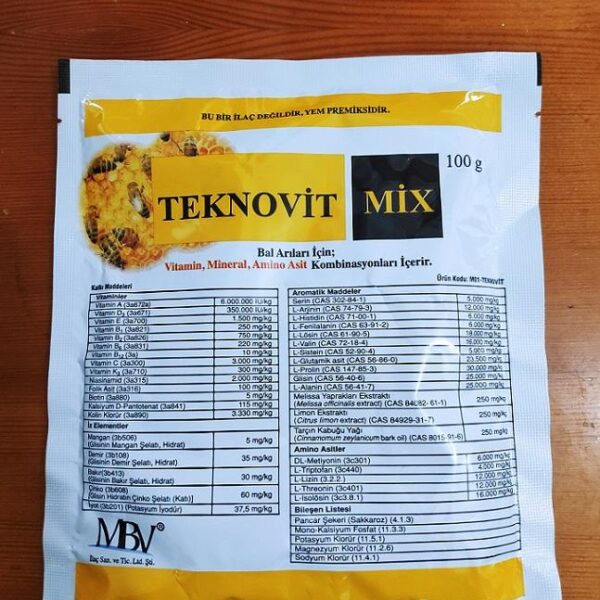 BU BİR İLAÇ DEĞİLDİR, YEM PREMİKSİDİR.
TEKNOVİT MİX
100 g
Bal Arıları İçin;
Vitamin, Mineral, Amino Asit Kombinasyonları İçerir.
Ürün Kodu: M01-TEKNOVİT
Katkı Maddeleri
Vitaminler
Vitamin A (3a672a) 6.000.000 IU/kg
Vitamin D₃ (3a671) 350.000 IU/kg
Vitamin E (3a700) 1.500 mg/kg
Vitamin B₁ (3a821) 250 mg/kg
Vitamin B₂ (3a826) 750 mg/kg
Vitamin B₆ (3a831) 220 mg/kg
Vitamin B₁₂ (3a) 10 mg/kg
Vitamin C (3a300) 3.000 mg/kg
Vitamin K₃ (3a710) 300 mg/kg
Niasinamid (3a315) 2.000 mg/kg
Folik Asit (3a316) 100 mg/kg
Biotin (3a880) 5 mg/kg
Kalsiyum D-Pantotenat (3a841) 115 mg/kg
Kolin Klorür (3a890) 3.330 mg/kg
İz Elementler
Mangan (3b506)
(Glisinin Mangan Şelatı, Hidrat) 5 mg/kg
Demir (3b108)
(Glisinin Demir Şelatı, Hidrat) 35 mg/kg
Bakır(3b413)
(Glisinin Bakır Şelatı, Hidrat) 30 mg/kg
Çinko (3b608)
(Glisin Hidratın Çinko Şelatı (Katı)) 60 mg/kg
İyot (3b201) (Potasyum İyodür) 37,5 mg/kg
MBV®
İlaç San. ve Tic. Ltd. Şti.
Aromatik Maddeler
Serin (CAS 302-84-1) 5.000 mg/kg
L-Arjinin (CAS 74-79-3) 12.000 mg/kg
L-Histidin (CAS 71-00-1) 6.000 mg/kg
L-Fenilalanin (CAS 63-91-2) 6.000 mg/kg
L-Lösin (CAS 61-90-5) 18.000 mg/kg
L-Valin (CAS 72-18-4) 16.000 mg/kg
L-Sistein (CAS 52-90-4) 5.000 mg/kg
L-Glutamik asit (CAS 56-86-0) 23.500 mg/kg
L-Prolin (CAS 147-85-3) 30.000 mg/kg
Glisin (CAS 56-40-6) 25.000 mg/kg
L-Alanin (CAS 56-41-7) 25.000 mg/kg
Melissa Yaprakları Ekstraktı
(Melissa officinalis extract) (CAS 84082-61-1) 250 mg/kg
Limon Ekstraktı
(Citrus limon extract) (CAS 84929-31-7) 250 mg/kg
Tarçın Kabuğu Yağı
(Cinnamomum zeylanicum bark oil) (CAS 8015-91-6) 250 mg/kg
Amino Asitler
DL-Metiyonin (3c301) 6.000 mg/kg
L-Triptofan (3c440) 4.000 mg/kg
L-Lizin (3.2.2.) 12.000 mg/kg
L-Threonin (3c401) 12.000 mg/kg
L-İsolösin (3c3.8.1) 16.000 mg/kg
Bileşen Listesi
Pancar Şekeri (Sakkaroz) (4.1.3)
Mono-Kalsiyum Fosfat (11.3.3)
Potasyum Klorür (11.5.1)
Magnezyum Klorür (11.2.6)
Sodyum Klorür (11.4.1)